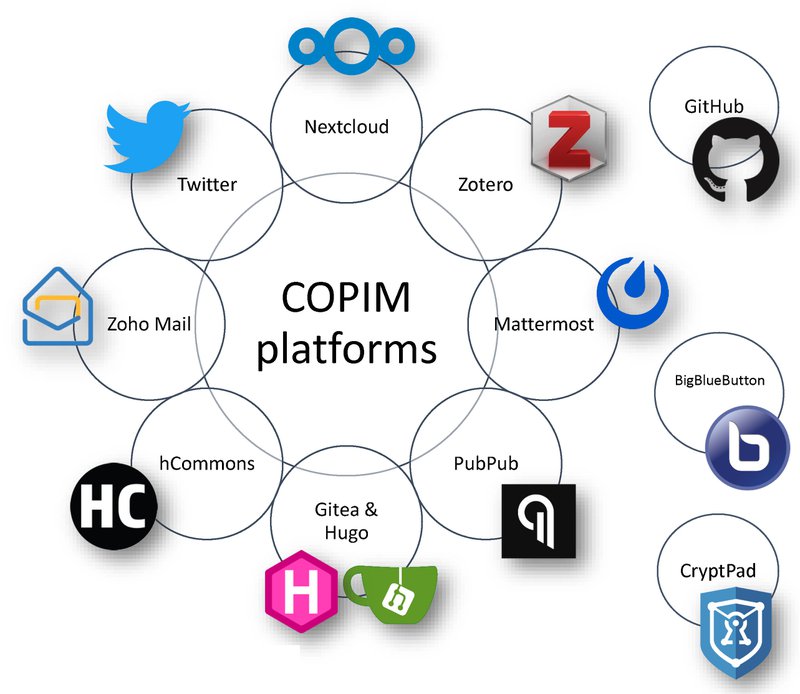 Nextcloud
GitHub
Twitter
Zotero
Z
COPIM
platforms
Zoho Mail
Mattermost
BigBlueButton
b
hCommons
HC
PubPub
Gitea &
Hugo
H
CryptPad